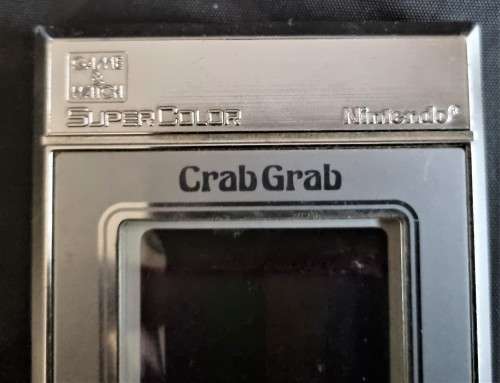 GAME
&
WATCH
SUPER COLOR
Nintendo®
Crab Grab